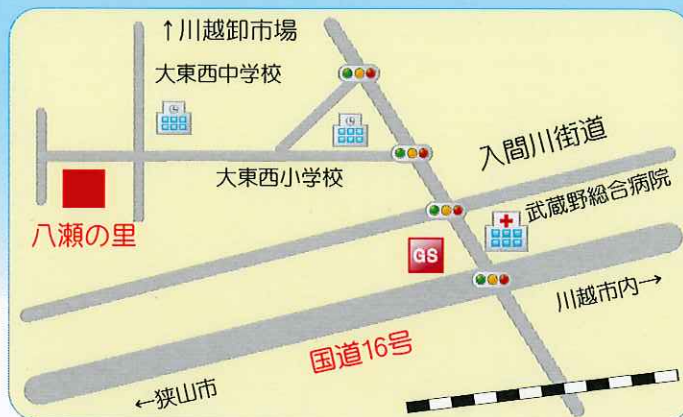 ↑川越卸市場
大東西中学校
大東西小学校
入間川街道
武蔵野総合病院
八瀬の里
GS
川越市内→
国道16号
←狭山市